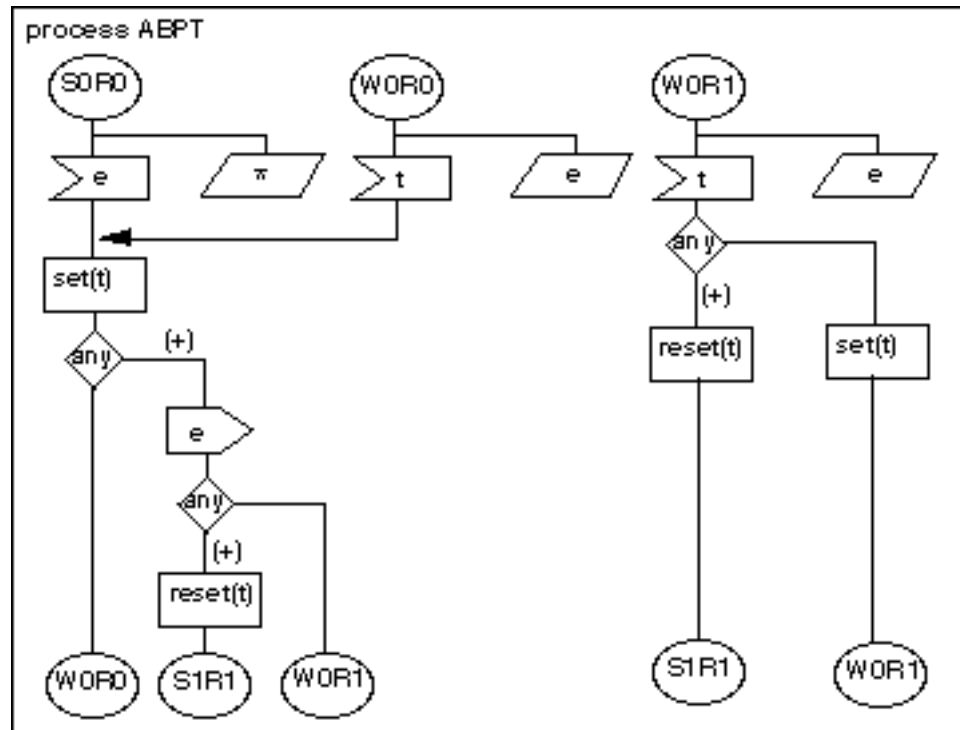 process ABPT
S0R0
W0R0
W0R1
e
π
t
e
t
e
any
set(t)
(+)
reset(t)
set(t)
any
(+)
e
any
(+)
reset(t)
W0R0
S1R1
W0R1
S1R1
W0R1